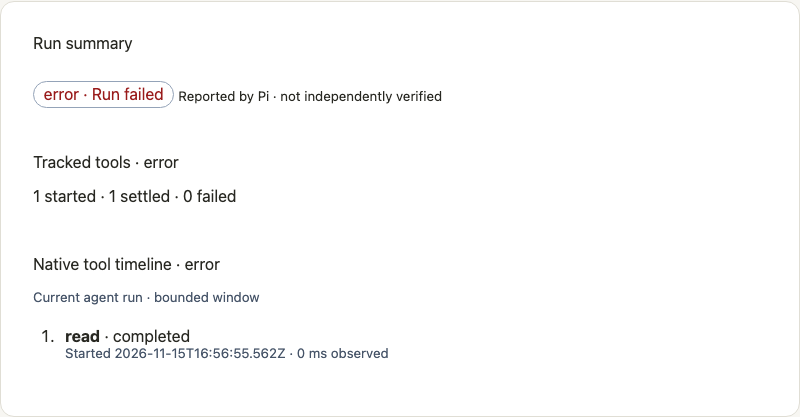 Run summary
error · Run failed Reported by Pi · not independently verified
Tracked tools · error
1 started · 1 settled · 0 failed
Native tool timeline · error
Current agent run · bounded window
1. read · completed
Started 2026-11-15T16:56:55.562Z · 0 ms observed